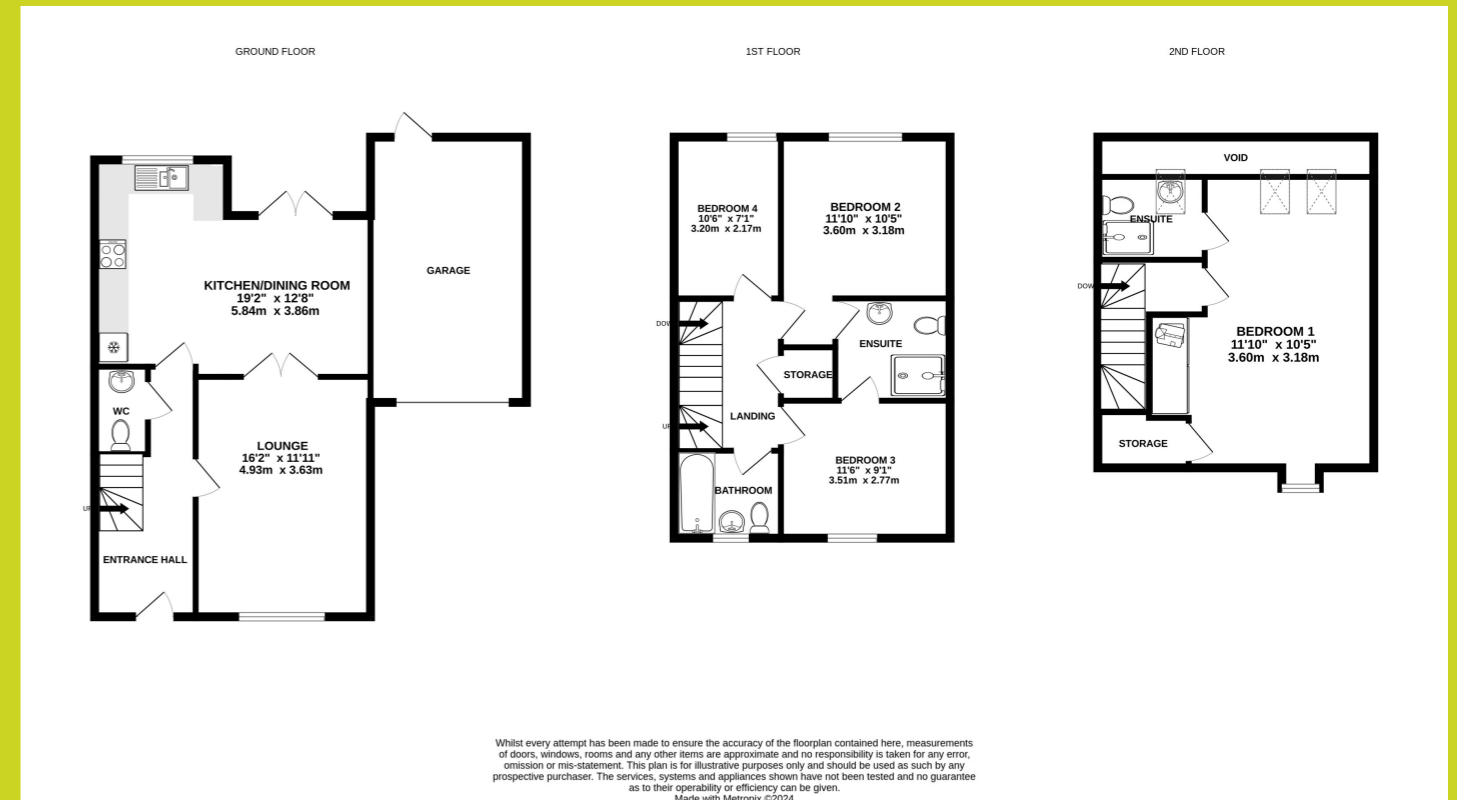 GROUND FLOOR
KITCHEN/DINING ROOM
19'2" x 12'8"
5.84m x 3.86m
GARAGE
WC
LOUNGE
16'2" x 11'11"
4.93m x 3.63m
UP
ENTRANCE HALL
1ST FLOOR
BEDROOM 4
10'6" x 7'1"
3.20m x 2.17m
BEDROOM 2
11'10" x 10'5"
3.60m x 3.18m
ENSUITE
STORAGE
LANDING
UP
BEDROOM 3
11'6" x 9'1"
3.51m x 2.77m
BATHROOM
2ND FLOOR
VOID
ENSUITE
BEDROOM 1
11'10" x 10'5"
3.60m x 3.18m
STORAGE
Whilst every attempt has been made to ensure the accuracy of the floorplan contained here, measurements
of doors, windows, rooms and any other items are approximate and no responsibility is taken for any error,
omission or mis-statement. This plan is for illustrative purposes only and should be used as such by any
prospective purchaser. The services, systems and appliances shown have not been tested and no guarantee
as to their operability or efficiency can be given.
Made with Metropix ©2024